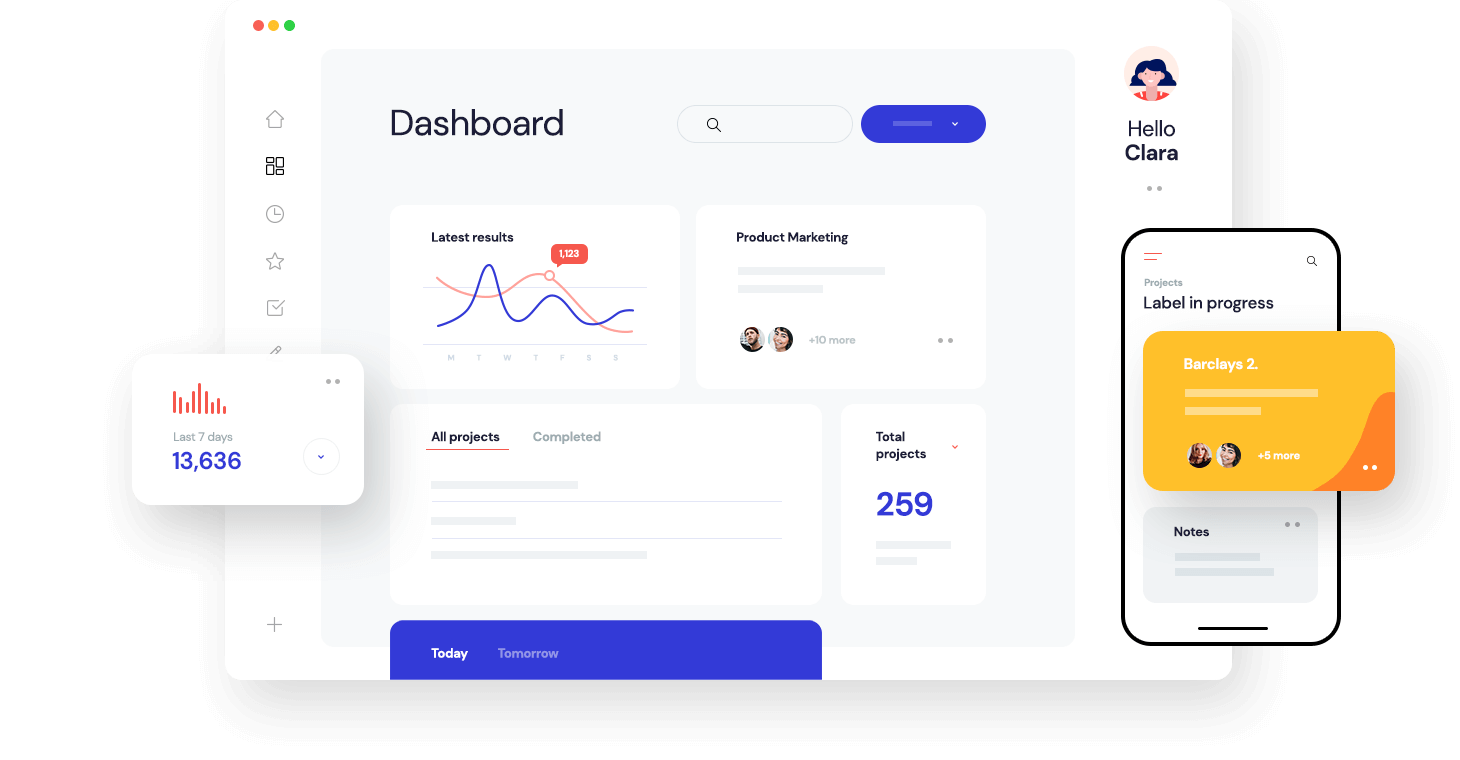 Dashboard
Hello
Clara
Latest results
1,123
M T W T F S S
Product Marketing
+10 more
Last 7 days
13,636
All projects Completed
Total
projects
259
Today Tomorrow
Projects
Label in progress
Barclays 2.
+5 more
Notes